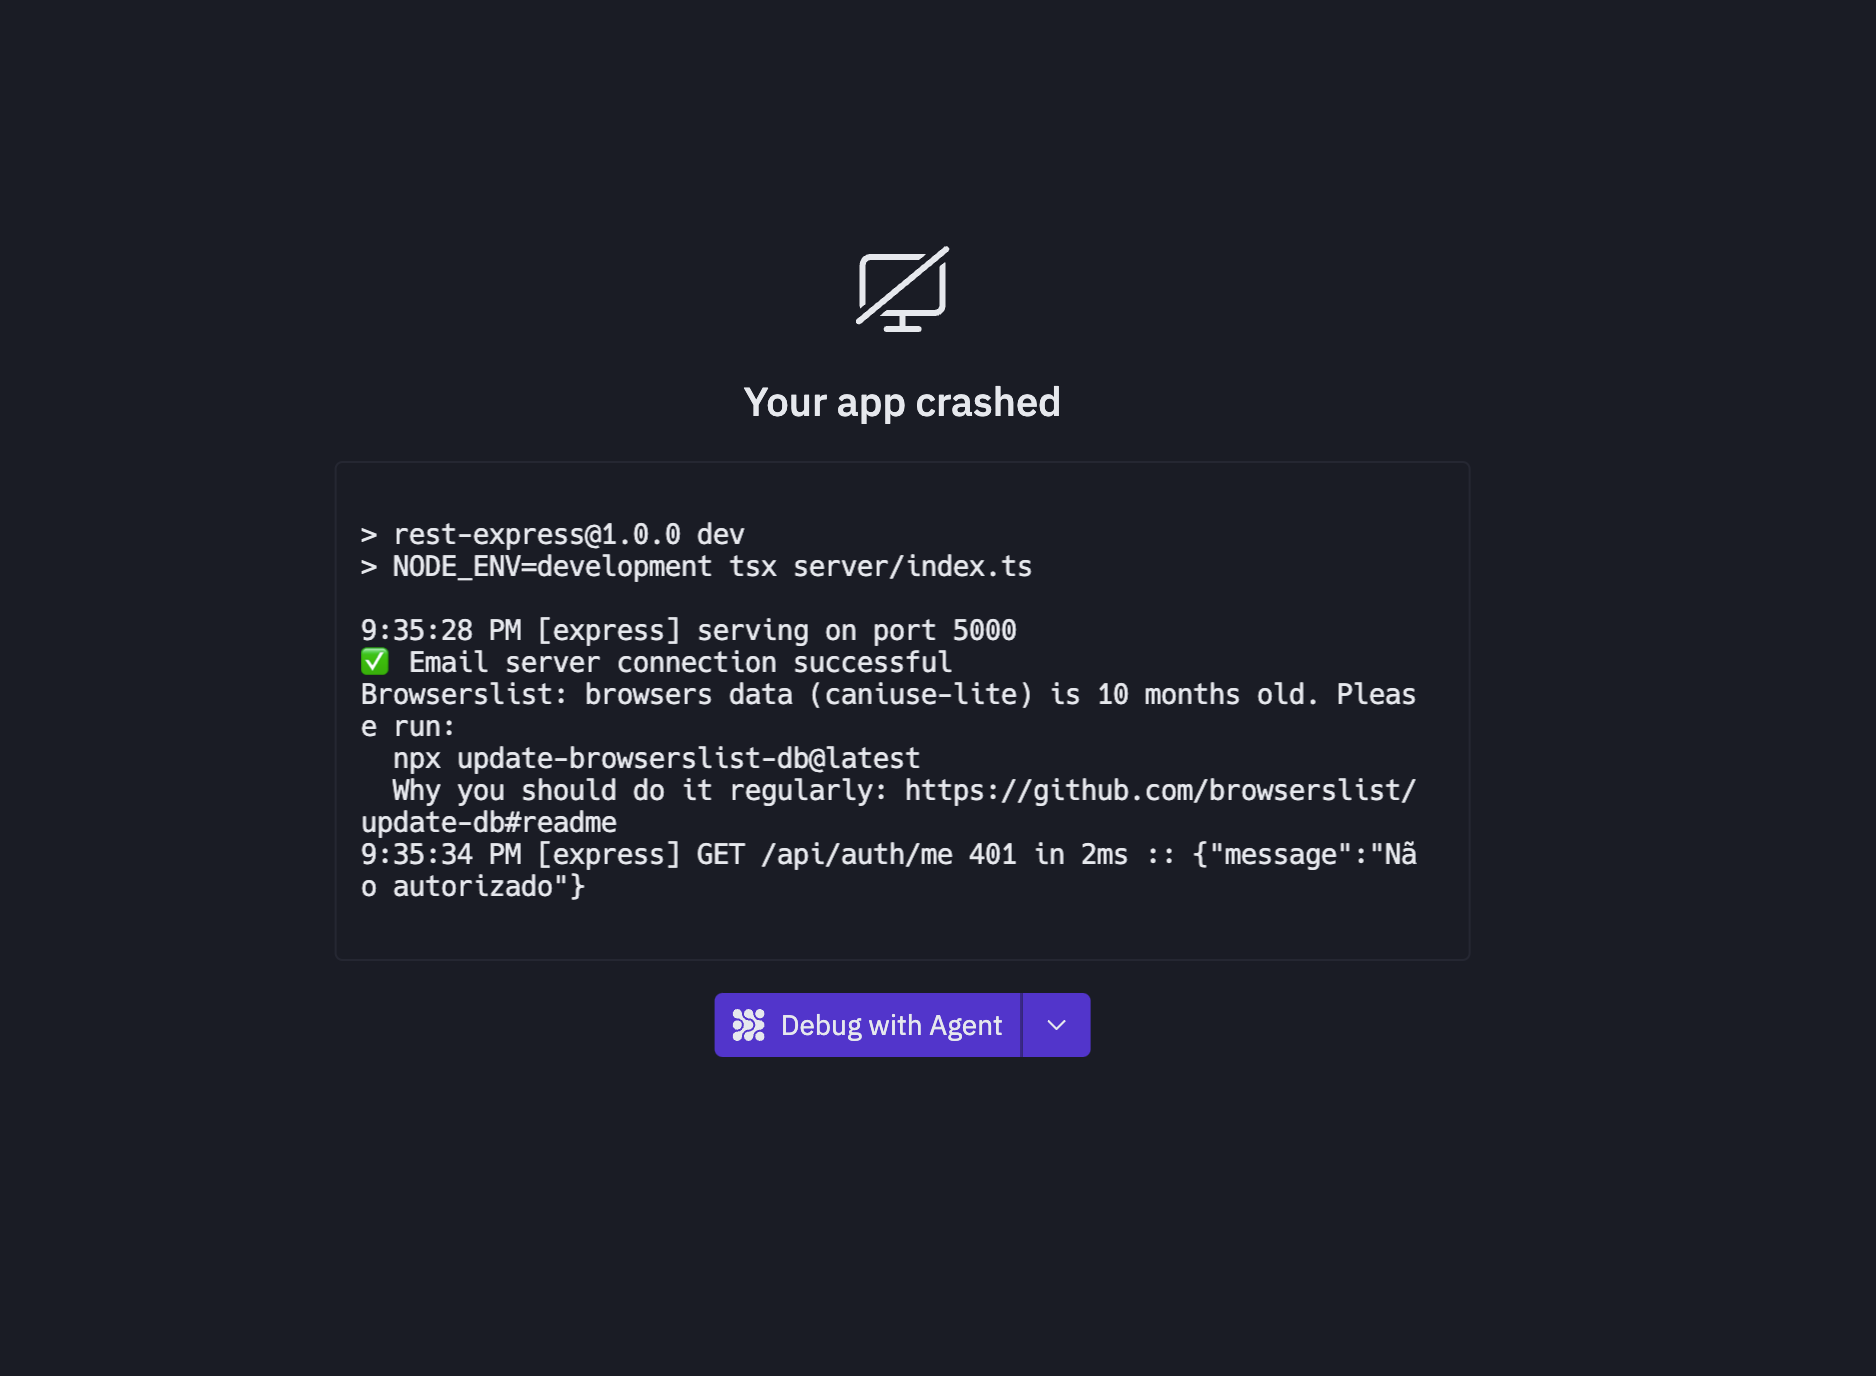 Your app crashed
> rest-express@1.0.0 dev
> NODE_ENV=development tsx server/index.ts
9:35:28 PM [express] serving on port 5000
✅ Email server connection successful
Browserslist: browsers data (caniuse-lite) is 10 months old. Pleas
e run:
  npx update-browserslist-db@latest
  Why you should do it regularly: https://github.com/browserslist/
update-db#readme
9:35:34 PM [express] GET /api/auth/me 401 in 2ms :: {"message":"Nã
o autorizado"}
Debug with Agent